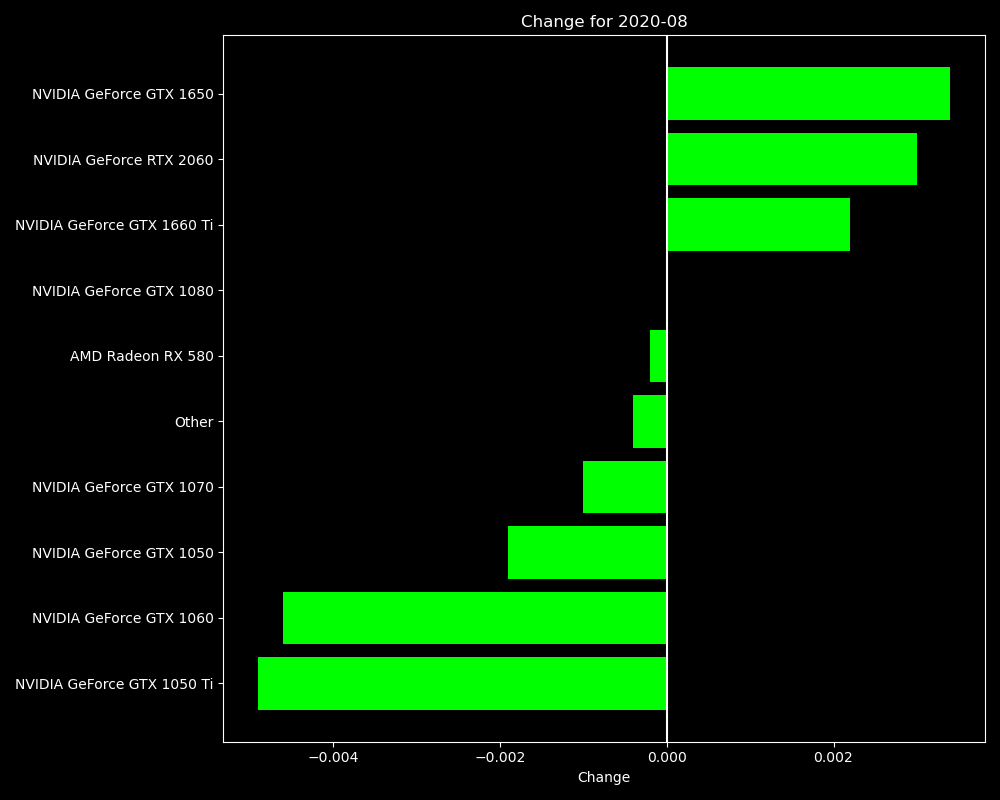 Change for 2020-08
NVIDIA GeForce GTX 1650
NVIDIA GeForce RTX 2060
NVIDIA GeForce GTX 1660 Ti
NVIDIA GeForce GTX 1080
AMD Radeon RX 580
Other
NVIDIA GeForce GTX 1070
NVIDIA GeForce GTX 1050
NVIDIA GeForce GTX 1060
NVIDIA GeForce GTX 1050 Ti
−0.004 −0.002 0.000 0.002
Change